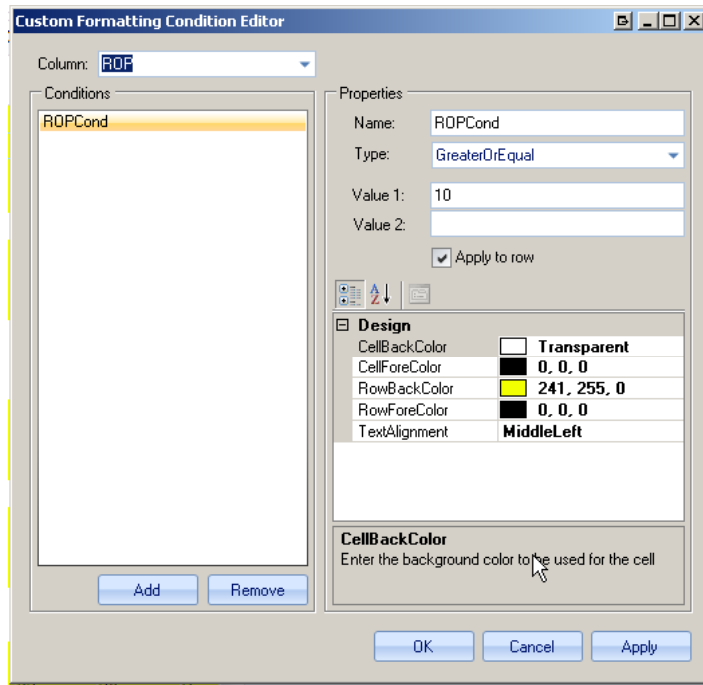 Custom Formatting Condition Editor
Column: ROP
Conditions
ROPCond
Add Remove
Properties
Name: ROPCond
Type: GreaterOrEqual
Value 1: 10
Value 2:
Apply to row
Design
CellBackColor Transparent
CellForeColor 0, 0, 0
RowBackColor 241, 255, 0
RowForeColor 0, 0, 0
TextAlignment MiddleLeft
CellBackColor
Enter the background color to be used for the cell
OK Cancel Apply